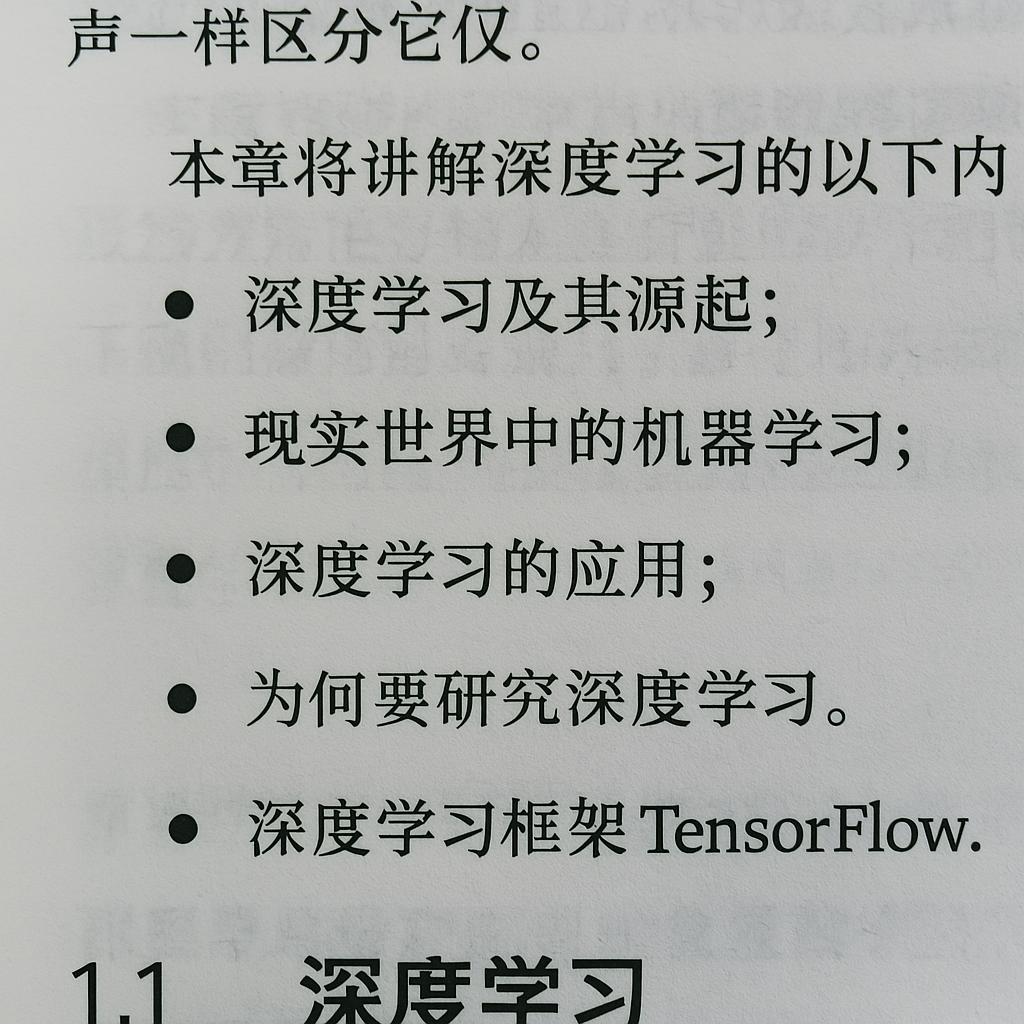 声一样区分它仅。
本章将讲解深度学习的以下内
• 深度学习及其源起；
• 现实世界中的机器学习；
• 深度学习的应用；
• 为何要研究深度学习。
• 深度学习框架 TensorFlow.
1.1 深度学习